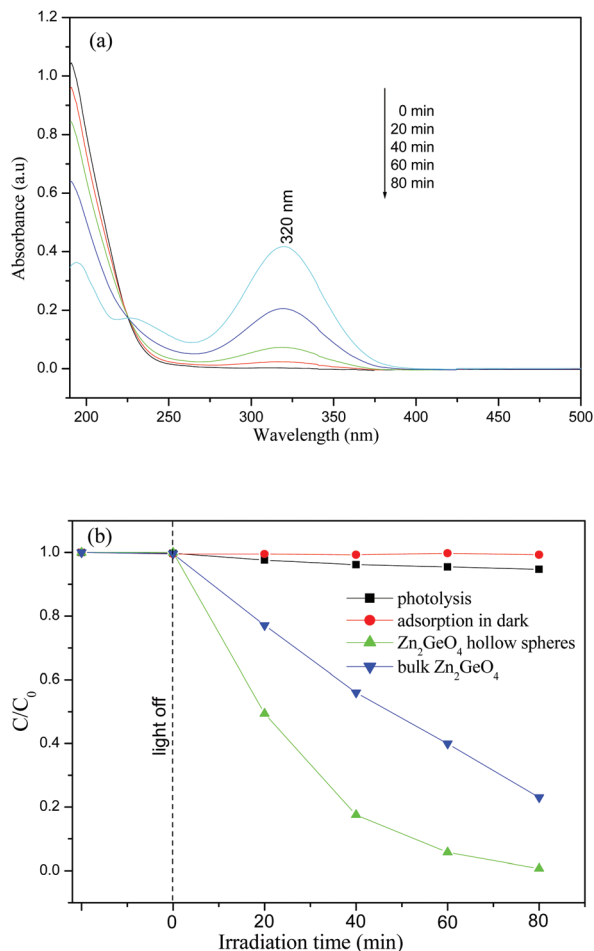 (a)
1.2
1.0
0.8
0.6
0.4
0.2
0.0
Absorbance (a.u)
320 nm
0 min
20 min
40 min
60 min
80 min
200 250 300 350 400 450 500
Wavelength (nm)
(b)
1.0
0.8
0.6
0.4
0.2
0.0
C/C₀
light off
photolysis
adsorption in dark
Zn₂GeO₄ hollow spheres
bulk Zn₂GeO₄
0 20 40 60 80
Irradiation time (min)